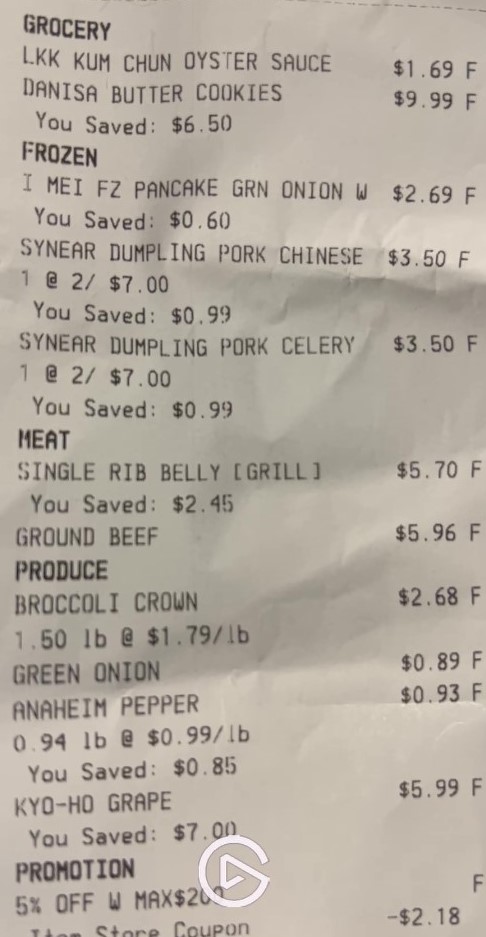 GROCERY
LKK KUM CHUN OYSTER SAUCE $1.69 F
DANISA BUTTER COOKIES $9.99 F
You Saved: $6.50
FROZEN
I MEI FZ PANCAKE GRN ONION W $2.69 F
You Saved: $0.60
SYNEAR DUMPLING PORK CHINESE $3.50 F
1 @ 2/ $7.00
You Saved: $0.99
SYNEAR DUMPLING PORK CELERY $3.50 F
1 @ 2/ $7.00
You Saved: $0.99
MEAT
SINGLE RIB BELLY [GRILL] $5.70 F
You Saved: $2.45
GROUND BEEF $5.96 F
PRODUCE
BROCCOLI CROWN $2.68 F
1.50 lb @ $1.79/lb
GREEN ONION $0.89 F
ANAHEIM PEPPER $0.93 F
0.94 lb @ $0.99/lb
You Saved: $0.85
KYO-HO GRAPE $5.99 F
You Saved: $7.00
PROMOTION
5% OFF W MAX$200 F
Item Store Coupon -$2.18